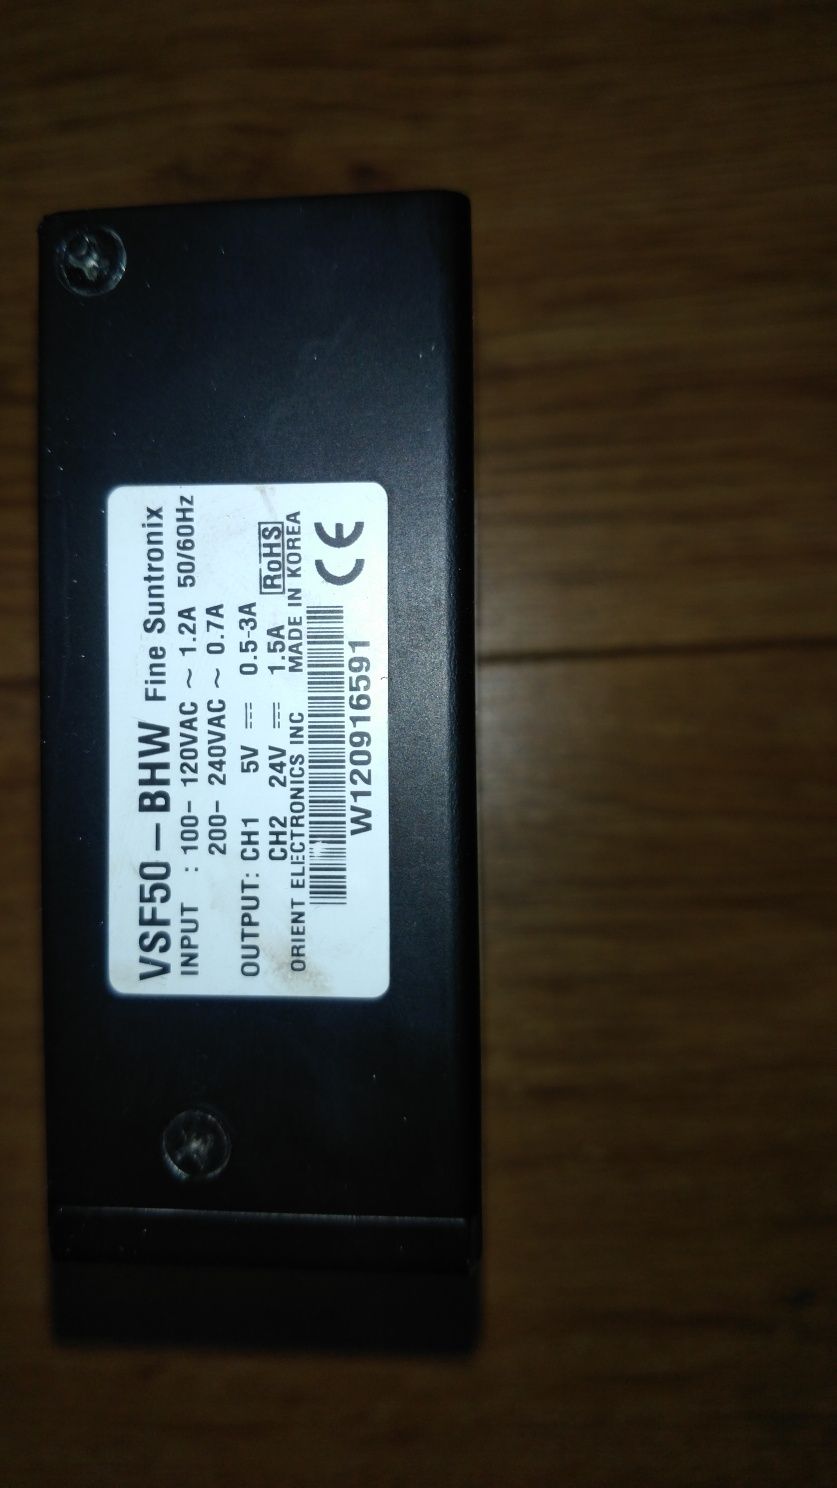 VSF50-BHW Fine Suntronix
INPUT : 100- 120VAC ~ 1.2A 50/60Hz
200- 240VAC ~ 0.7A
OUTPUT: CH1 5V ⎓ 0.5-3A
CH2 24V ⎓ 1.5A RoHS
ORIENT ELECTRONICS INC MADE IN KOREA
CE
W120916591